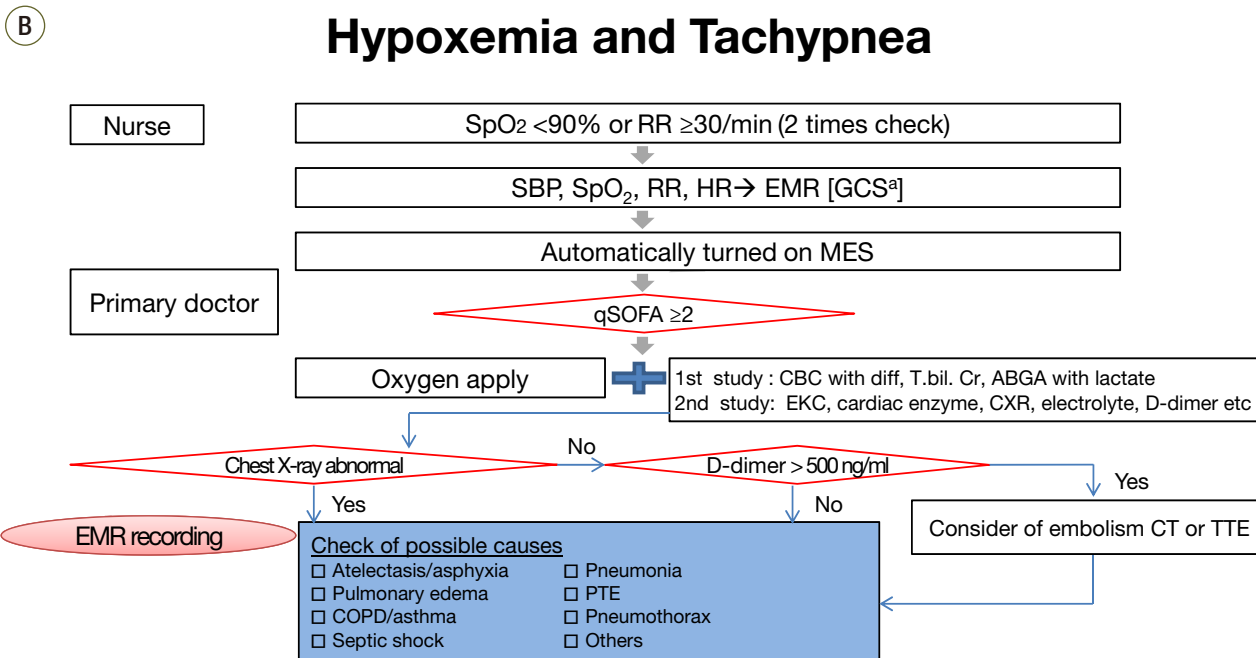 B
Hypoxemia and Tachypnea
Nurse
SpO2 <90% or RR ≥30/min (2 times check)
SBP, SpO2, RR, HR→ EMR [GCSa]
Automatically turned on MES
Primary doctor
qSOFA ≥2
Oxygen apply
1st study : CBC with diff, T.bil. Cr, ABGA with lactate
2nd study: EKC, cardiac enzyme, CXR, electrolyte, D-dimer etc
Chest X-ray abnormal
No
D-dimer > 500 ng/ml
Yes
No
Yes
EMR recording
Consider of embolism CT or TTE
Check of possible causes
□ Atelectasis/asphyxia □ Pneumonia
□ Pulmonary edema □ PTE
□ COPD/asthma □ Pneumothorax
□ Septic shock □ Others